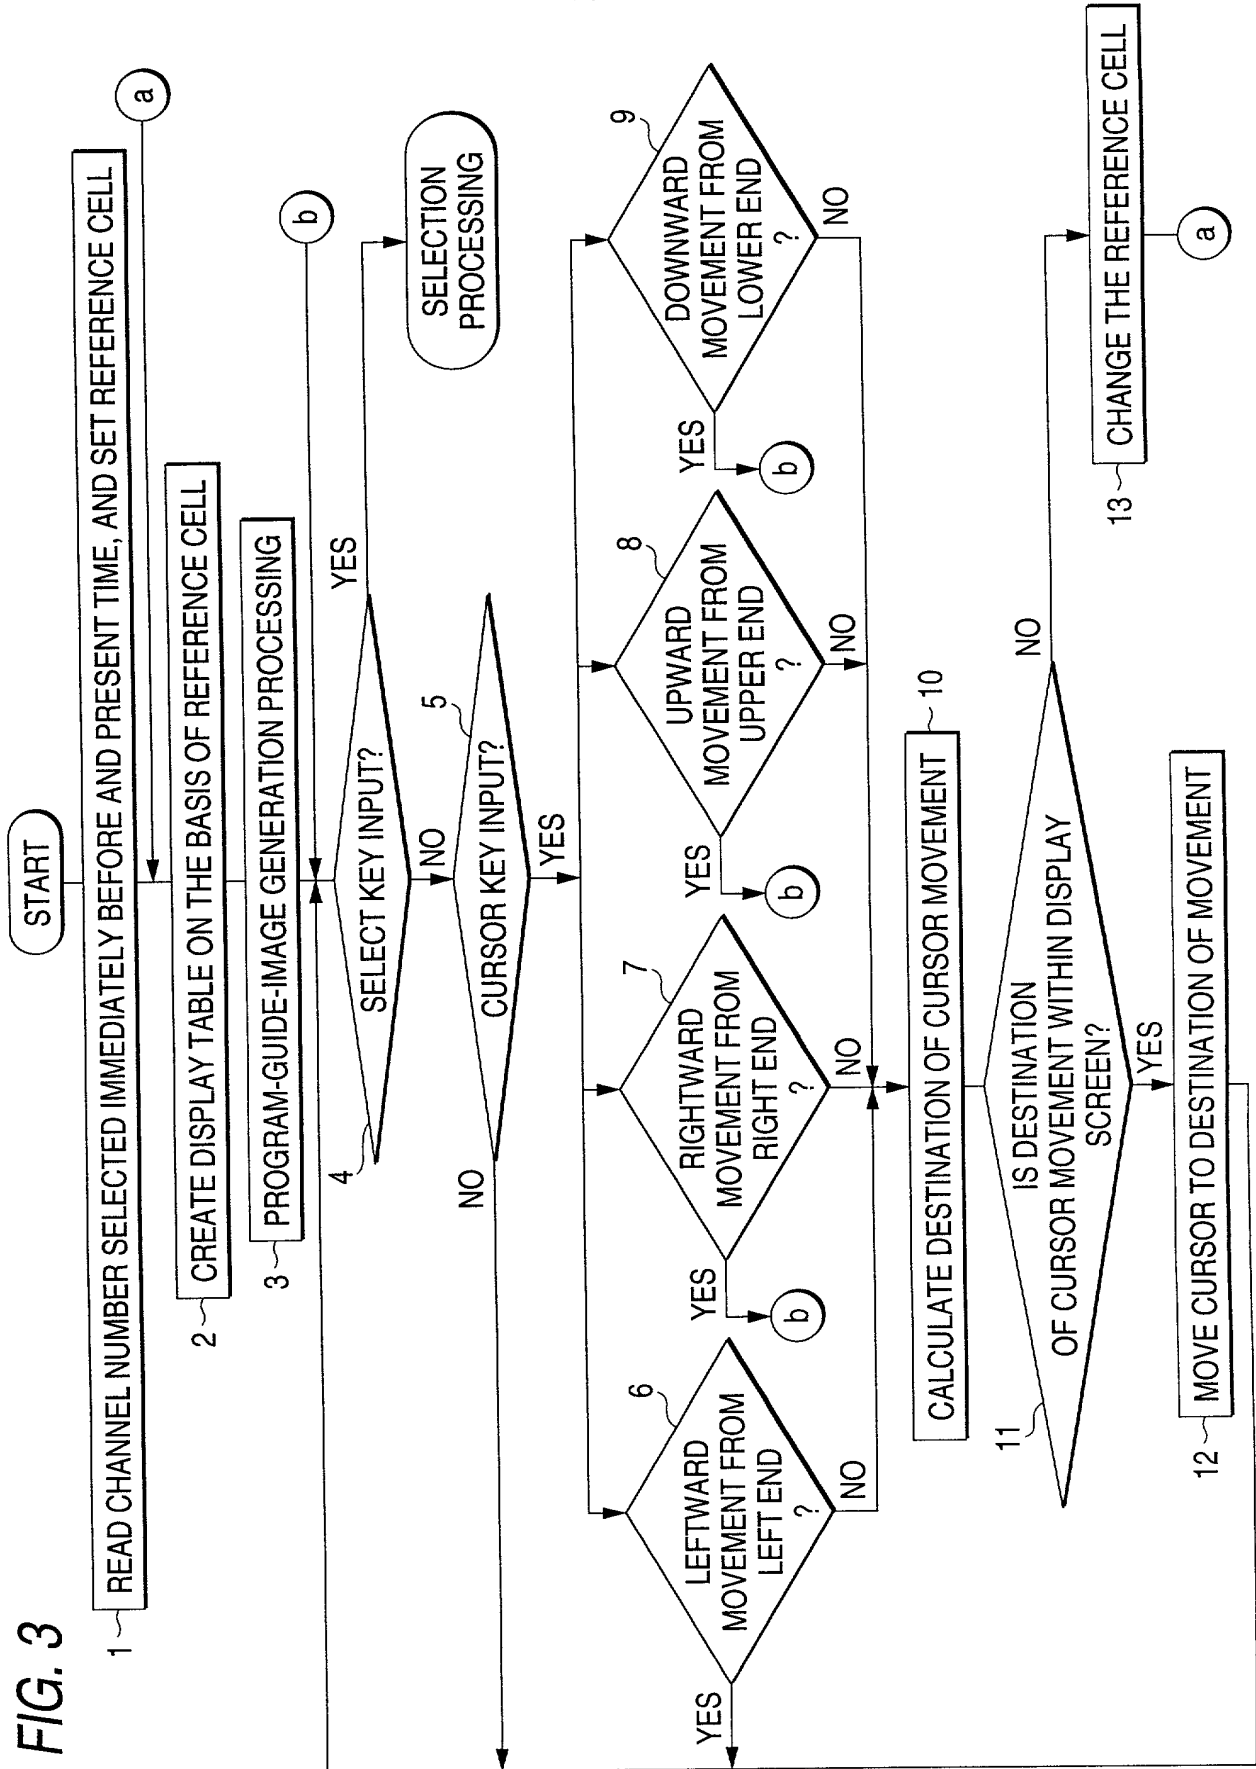 FIG. 3
START
1
READ CHANNEL NUMBER SELECTED IMMEDIATELY BEFORE AND PRESENT TIME, AND SET REFERENCE CELL
a
2
CREATE DISPLAY TABLE ON THE BASIS OF REFERENCE CELL
3
PROGRAM-GUIDE-IMAGE GENERATION PROCESSING
b
4
SELECT KEY INPUT?
YES
SELECTION
PROCESSING
NO
5
CURSOR KEY INPUT?
NO
YES
6
LEFTWARD
MOVEMENT FROM
LEFT END
?
YES
NO
7
RIGHTWARD
MOVEMENT FROM
RIGHT END
?
YES
b
NO
8
UPWARD
MOVEMENT FROM
UPPER END
?
YES
b
NO
9
DOWNWARD
MOVEMENT FROM
LOWER END
?
YES
b
NO
CALCULATE DESTINATION OF CURSOR MOVEMENT
10
11
IS DESTINATION
OF CURSOR MOVEMENT WITHIN DISPLAY
SCREEN?
NO
YES
12
MOVE CURSOR TO DESTINATION OF MOVEMENT
13
CHANGE THE REFERENCE CELL
a